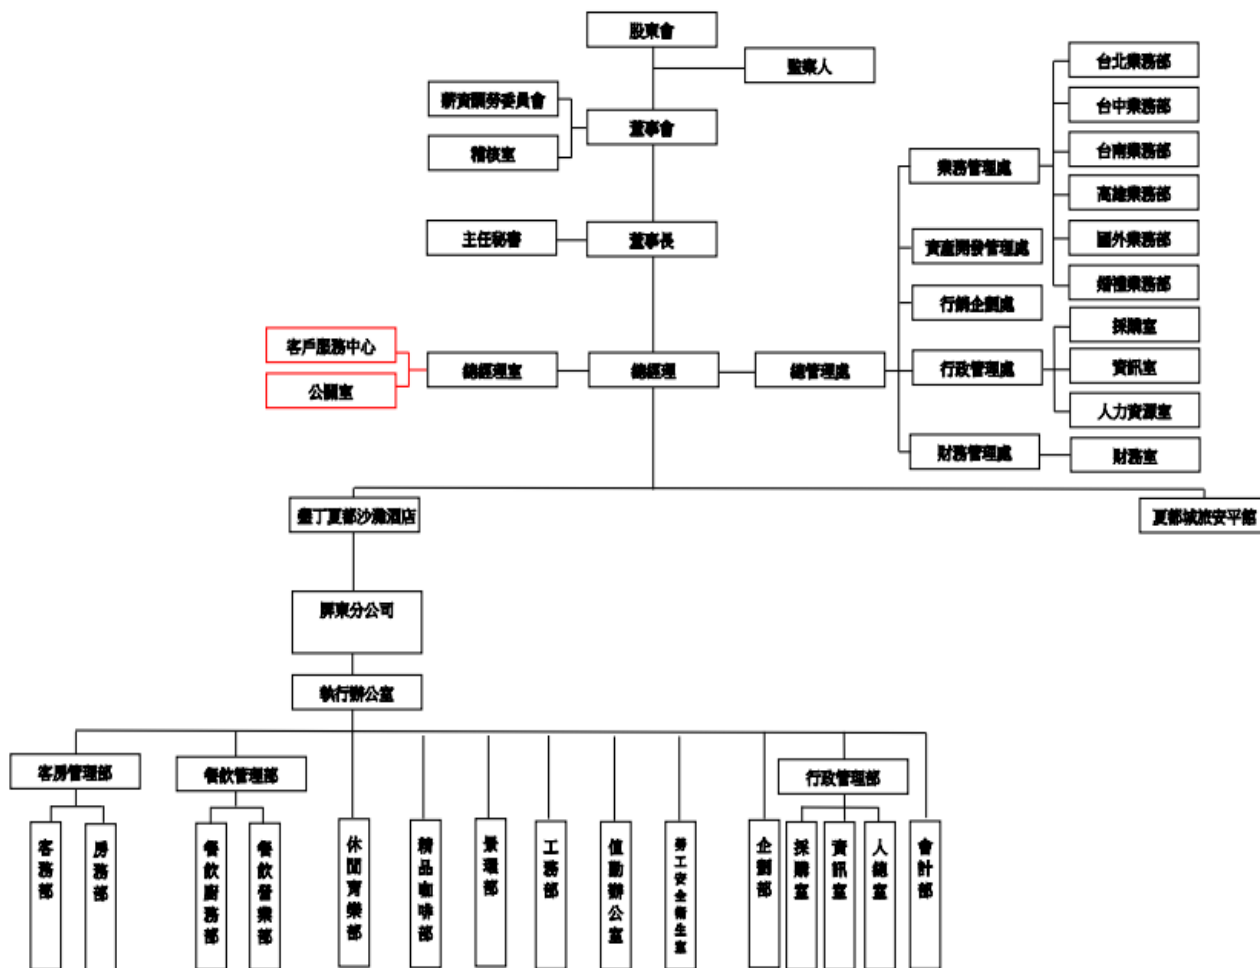 股東會
監察人
薪資酬勞委員會
董事會
稽核室
主任秘書
董事長
客戶服務中心
公關室
總經理室
總經理
總管理處
業務管理處
台北業務部
台中業務部
台南業務部
高雄業務部
國外業務部
婚禮業務部
資產開發管理處
行銷企劃處
行政管理處
採購室
資訊室
人力資源室
財務管理處
財務室
墾丁夏都沙灘酒店
夏都城旅安平館
屏東分公司
執行辦公室
客房管理部
餐飲管理部
行政管理部
客務部
房務部
餐飲廚務部
餐飲營業部
休閒育樂部
精品咖啡部
景環部
工務部
值勤辦公室
勞工安全衛生室
企劃部
採購室
資訊室
人總室
會計部